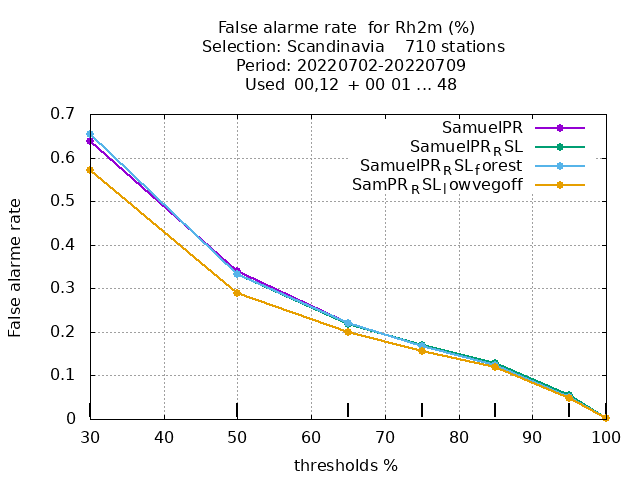 False alarme rate  for Rh2m (%)
Selection: Scandinavia    710 stations
Period: 20220702-20220709
Used  00,12  + 00 01 ... 48
0.7
0.6
0.5
0.4
0.3
0.2
0.1
0
False alarme rate
SamuelPR
SamuelPR_RSL
SamuelPR_RSL_forest
SamPR_RSL_lowvegoff
30 40 50 60 70 80 90 100
thresholds %